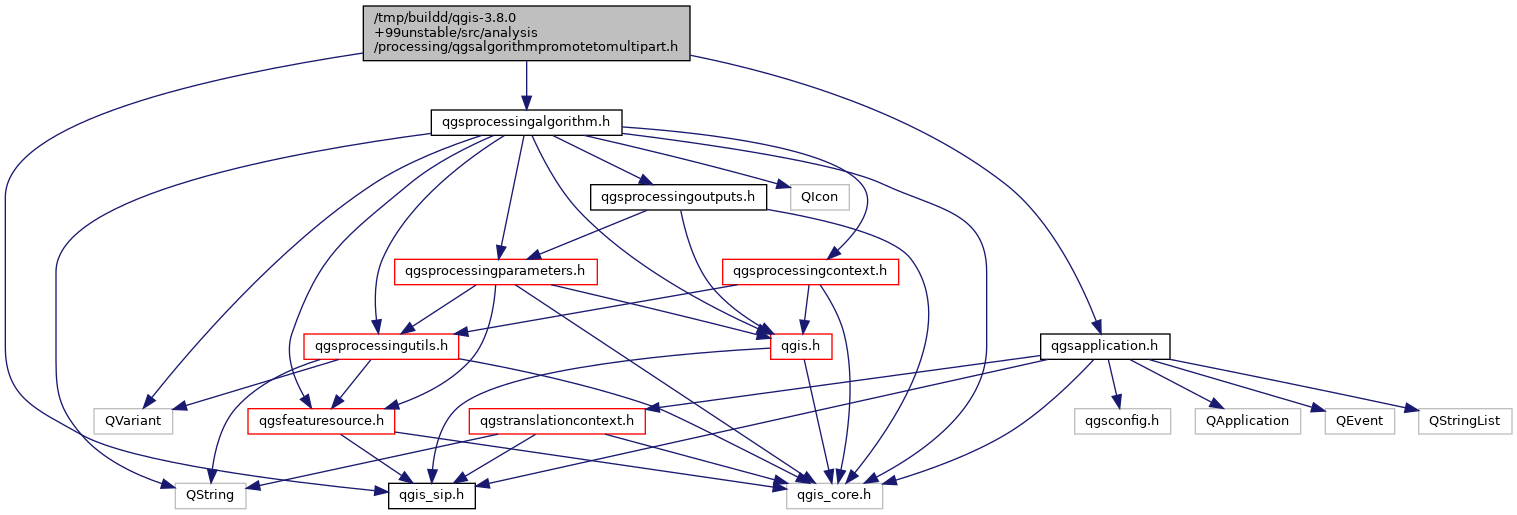 /tmp/buildd/qgis-3.8.0
+99unstable/src/analysis
/processing/qgsalgorithmpromotetomultipart.h
qgsprocessingalgorithm.h
qgsprocessingoutputs.h
QIcon
qgsprocessingparameters.h
qgsprocessingcontext.h
qgsprocessingutils.h
qgis.h
qgsapplication.h
QVariant
qgsfeaturesource.h
qgstranslationcontext.h
qgsconfig.h
QApplication
QEvent
QStringList
QString
qgis_sip.h
qgis_core.h